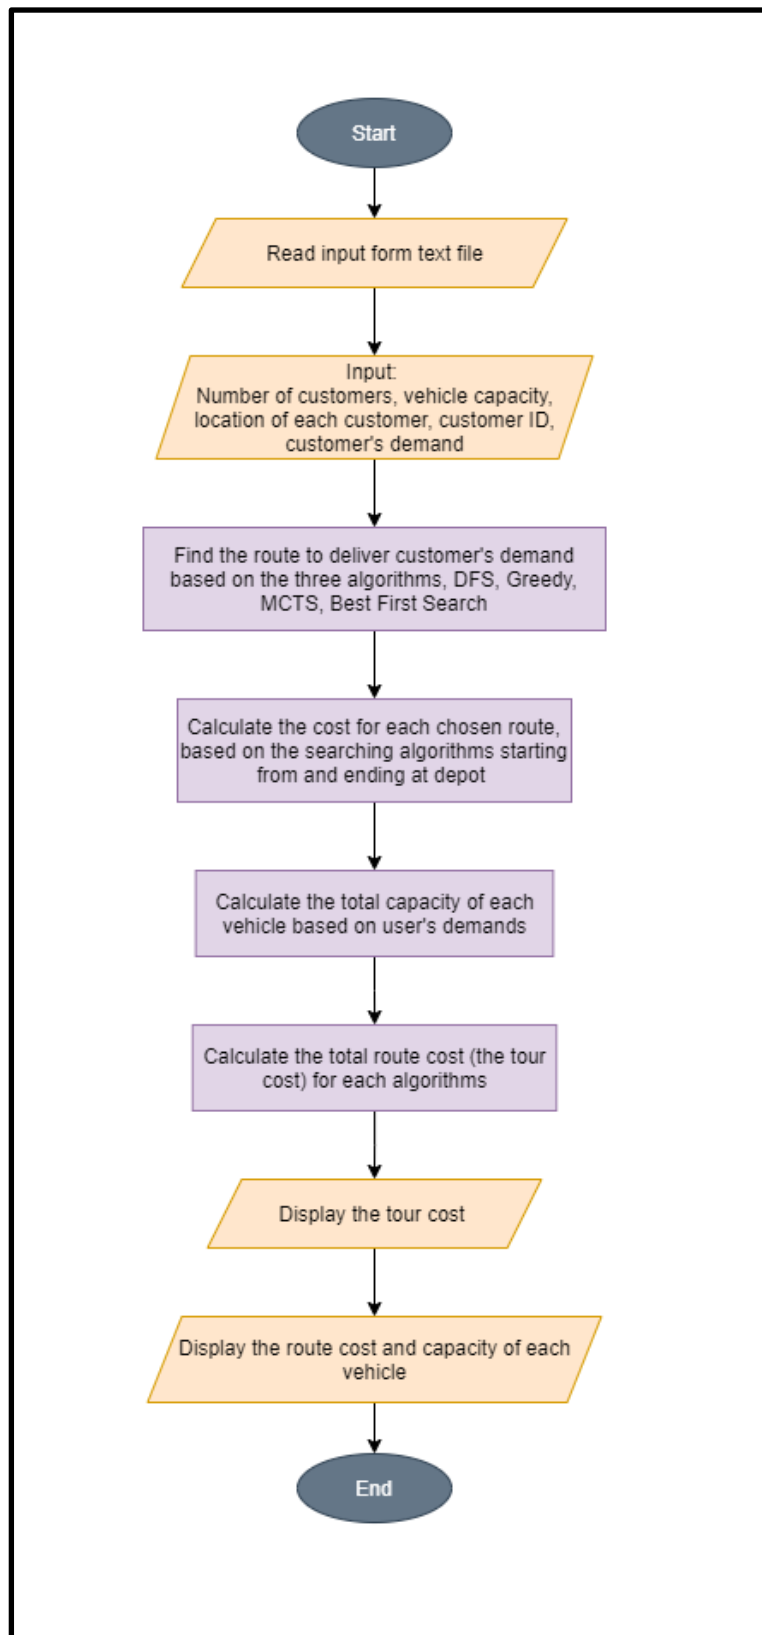 Start
Read input form text file
Input:
Number of customers, vehicle capacity,
location of each customer, customer ID,
customer's demand
Find the route to deliver customer's demand
based on the three algorithms, DFS, Greedy,
MCTS, Best First Search
Calculate the cost for each chosen route,
based on the searching algorithms starting
from and ending at depot
Calculate the total capacity of each
vehicle based on user's demands
Calculate the total route cost (the tour
cost) for each algorithms
Display the tour cost
Display the route cost and capacity of each
vehicle
End